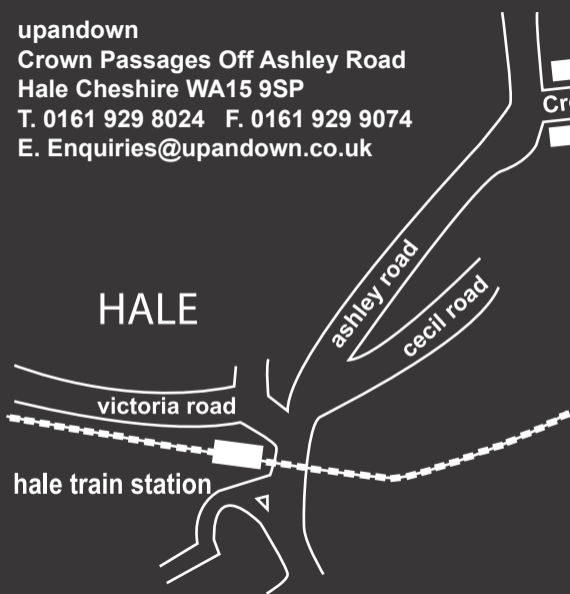 upandown
Crown Passages Off Ashley Road
Hale Cheshire WA15 9SP
T. 0161 929 8024 F. 0161 929 9074
E. Enquiries@upandown.co.uk
Cro
HALE
ashley road
cecil road
victoria road
hale train station